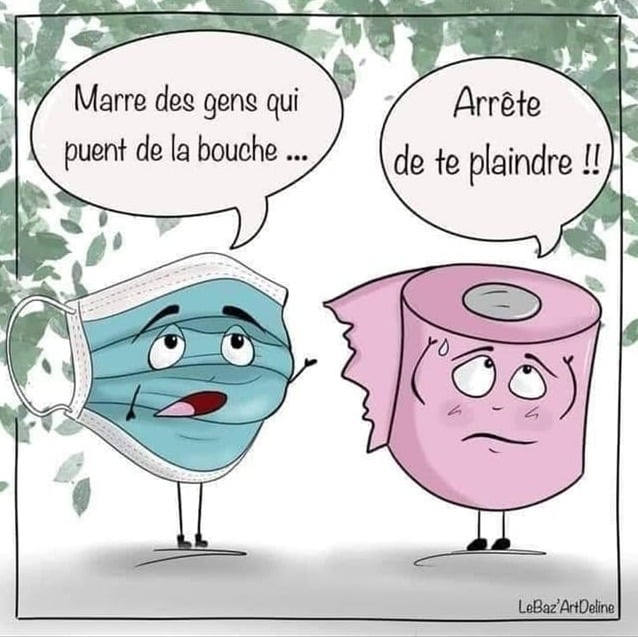 Marre des gens qui
puent de la bouche ...
Arrête
de te plaindre !!
LeBaz'ArtDeline